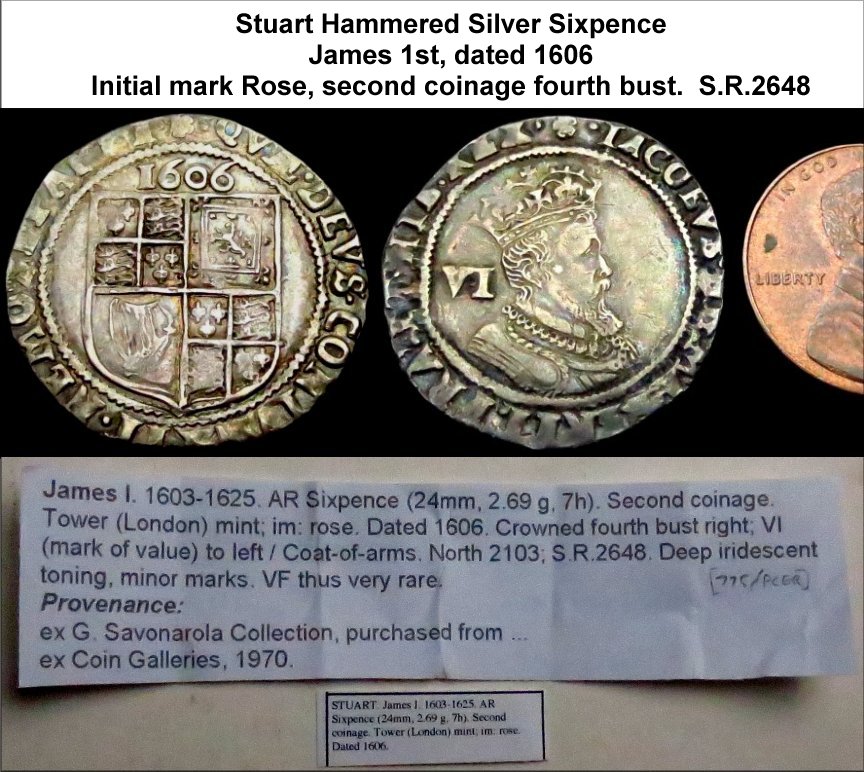 Stuart Hammered Silver Sixpence
James 1st, dated 1606
Initial mark Rose, second coinage fourth bust. S.R.2648
1606
QVÆ·DEVS·CO
VI
IACOBVS
IN GOD
LIBERTY
James I. 1603-1625. AR Sixpence (24mm, 2.69 g, 7h). Second coinage.
Tower (London) mint; im: rose. Dated 1606. Crowned fourth bust right; VI
(mark of value) to left / Coat-of-arms. North 2103; S.R.2648. Deep iridescent
toning, minor marks. VF thus very rare.
Provenance:
ex G. Savonarola Collection, purchased from ...
ex Coin Galleries, 1970.
STUART. James I. 1603-1625. AR
Sixpence (24mm, 2.69 g, 7h). Second
coinage. Tower (London) mint; im: rose.
Dated 1606.